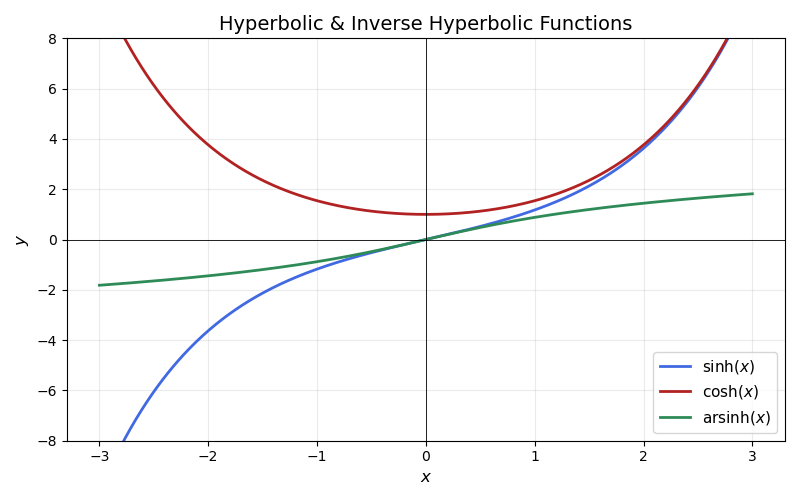 Hyperbolic & Inverse Hyperbolic Functions
8
6
4
2
0
−2
−4
−6
−8
y
−3
−2
−1
0
1
2
3
x
sinh(x)
cosh(x)
arsinh(x)